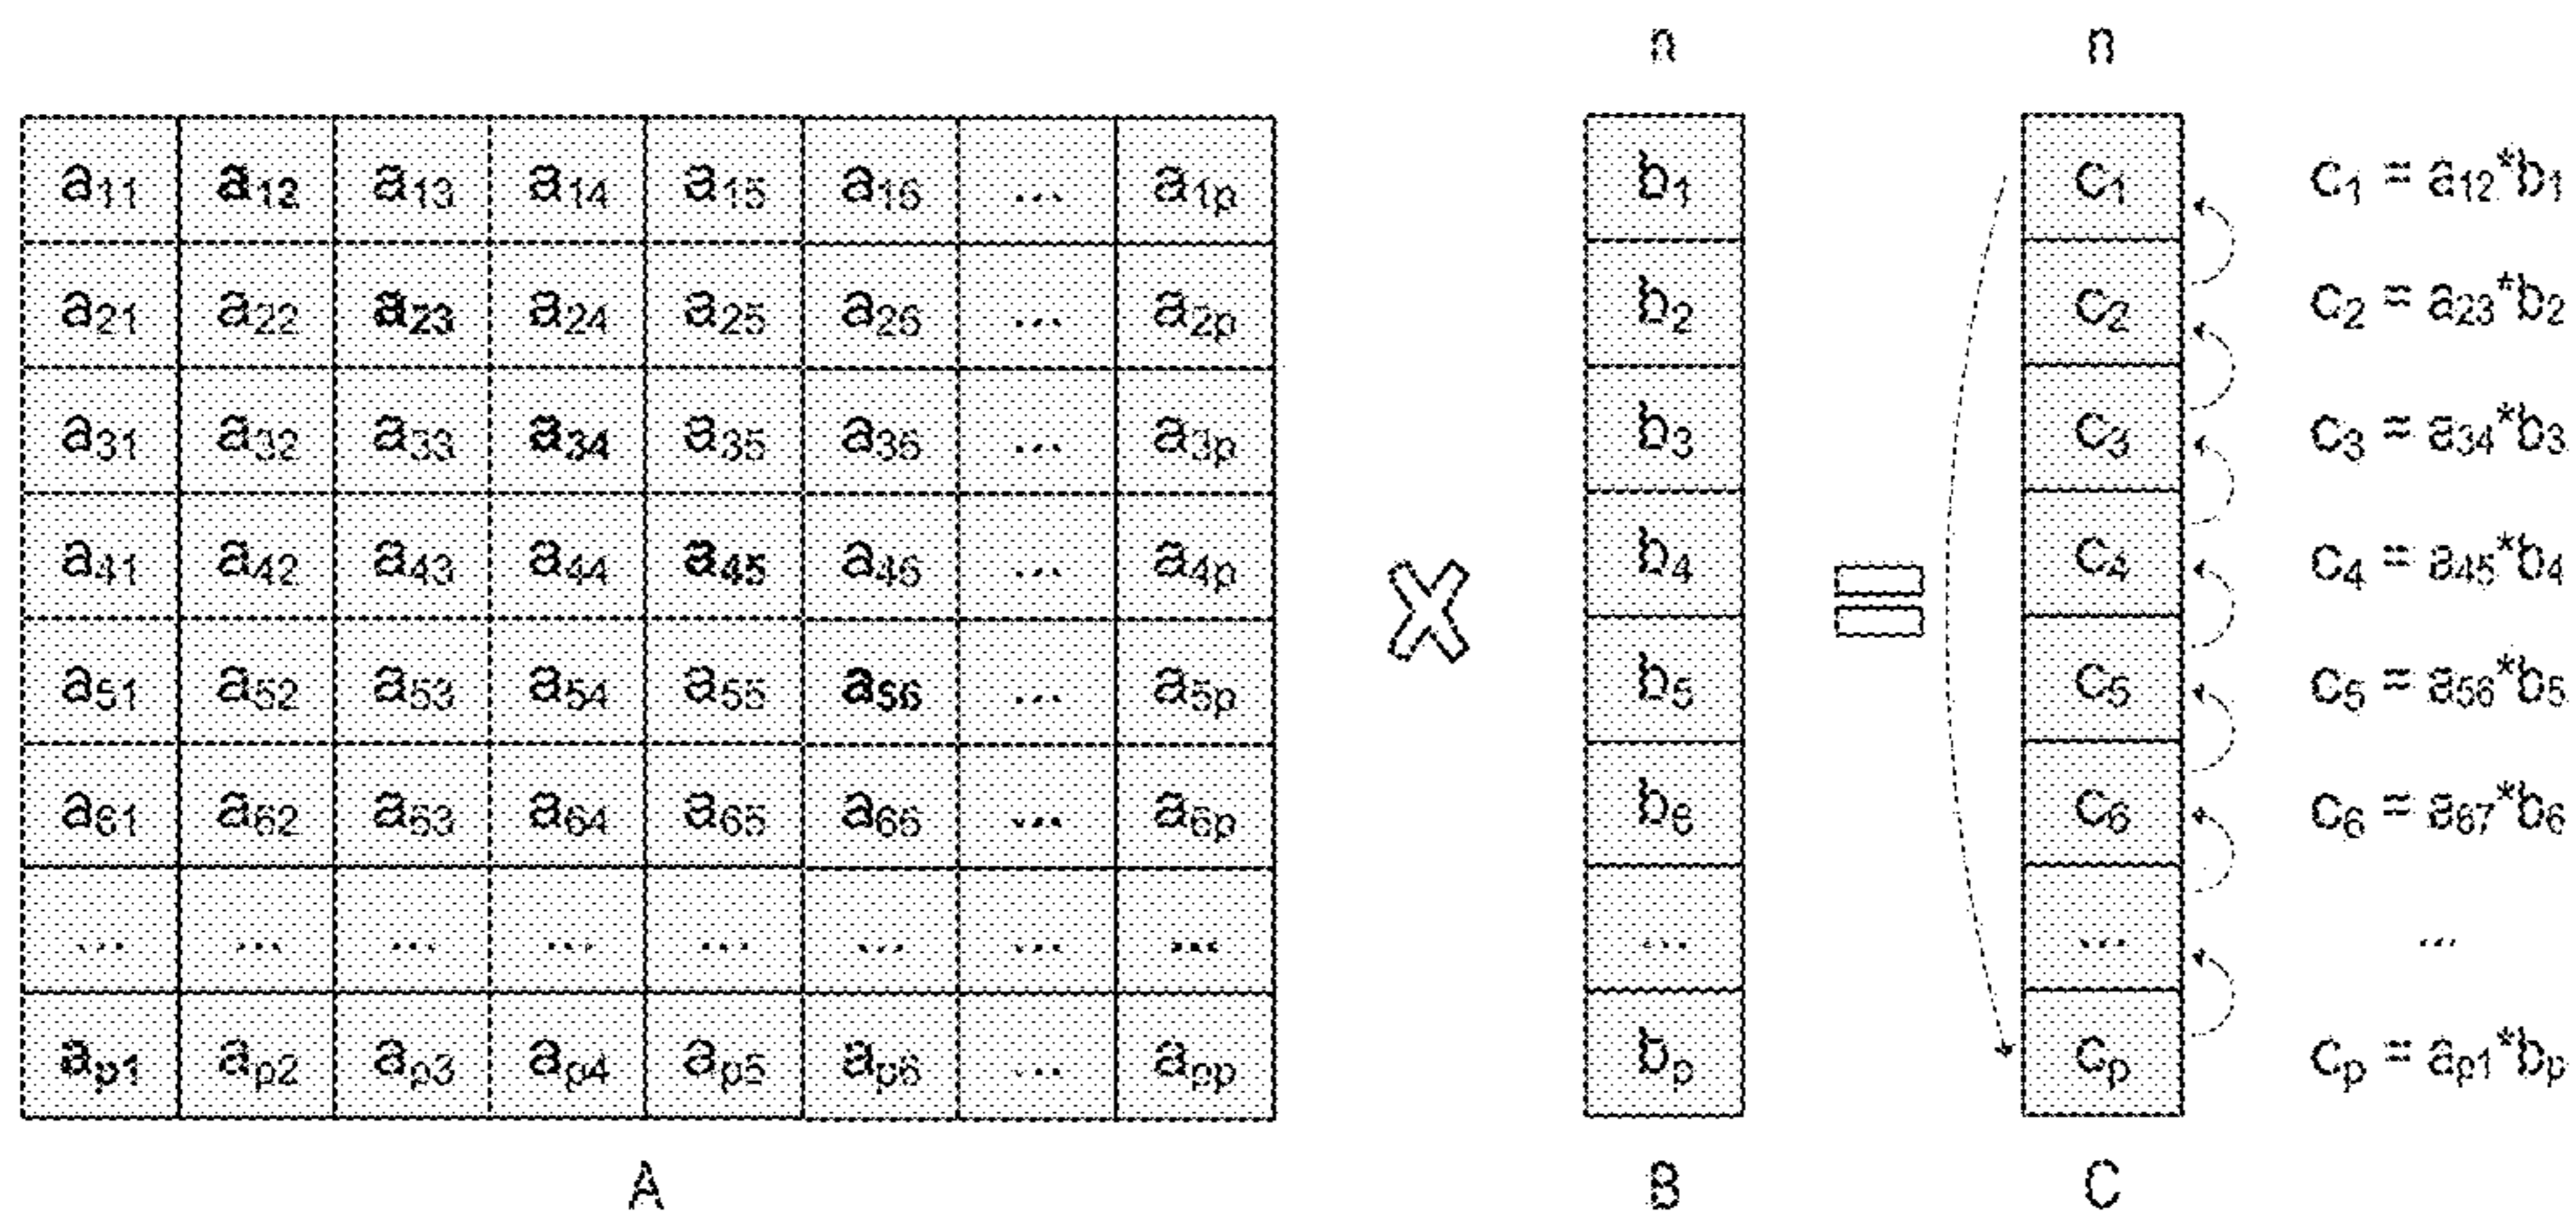 n n
a11 a12 a13 a14 a15 a16 ... a1p b1 c1 c1 = a12*b1
a21 a22 a23 a24 a25 a26 ... a2p b2 c2 c2 = a23*b2
a31 a32 a33 a34 a35 a36 ... a3p b3 c3 c3 = a34*b3
a41 a42 a43 a44 a45 a46 ... a4p b4 c4 c4 = a45*b4
a51 a52 a53 a54 a55 a56 ... a5p b5 c5 c5 = a56*b5
a61 a62 a63 a64 a65 a66 ... a6p b6 c6 c6 = a67*b6
... ... ... ... ... ... ... ... ... ... ...
ap1 ap2 ap3 ap4 ap5 ap6 ... app bp cp cp = ap1*bp
A B C